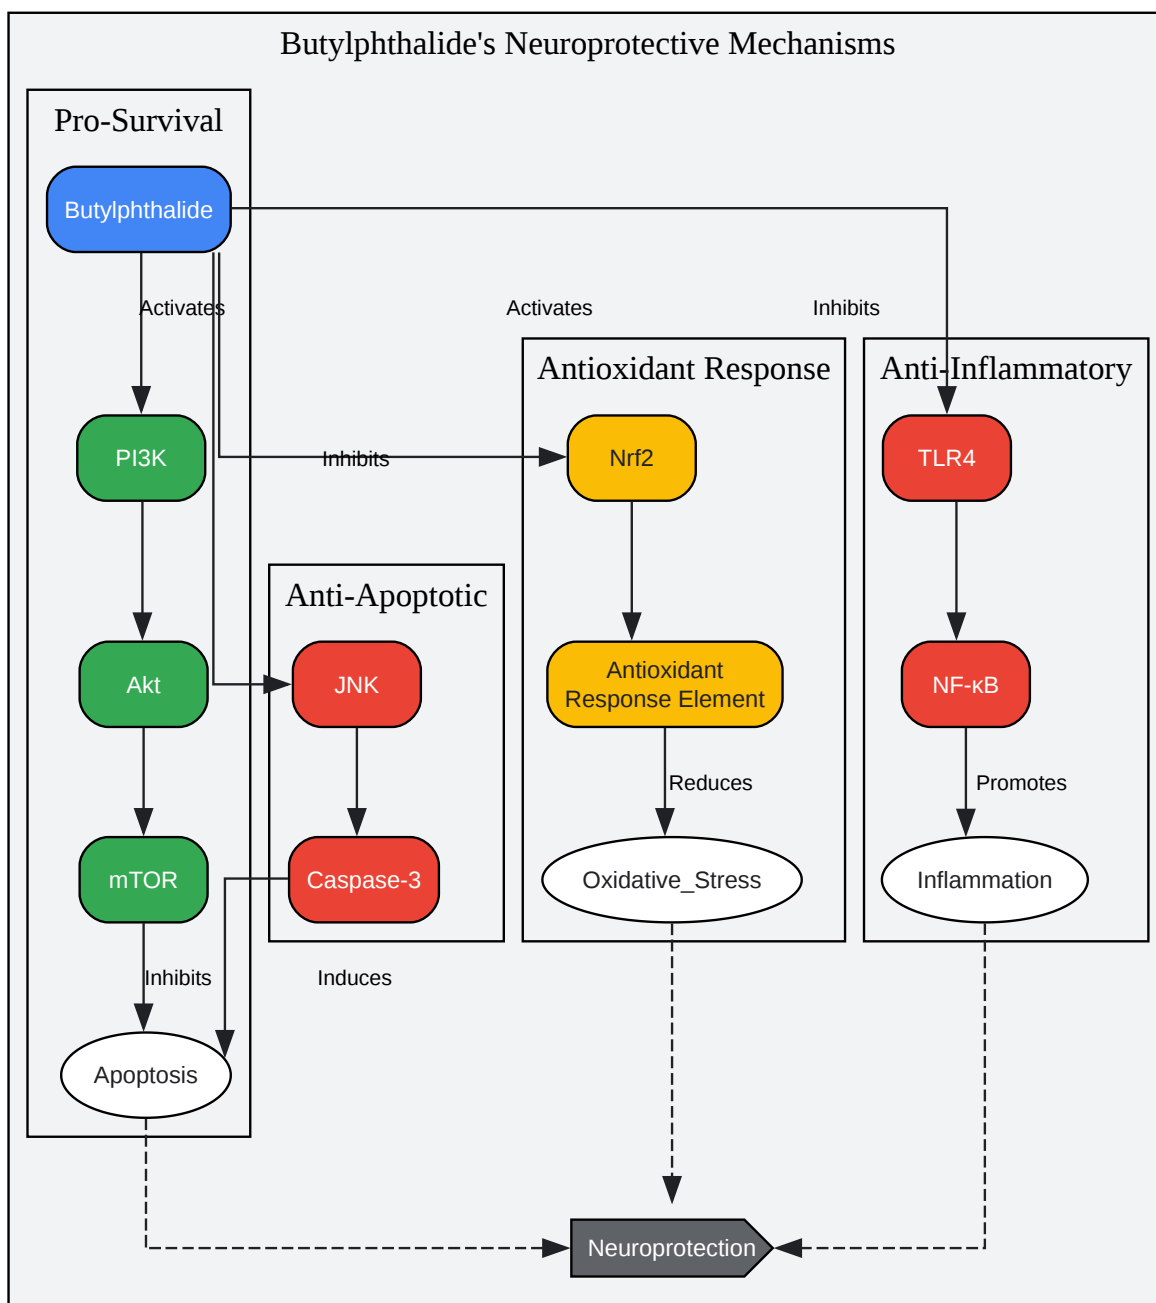 Butylphthalide's Neuroprotective Mechanisms
Pro-Survival
Butylphthalide
Activates
Activates
Inhibits
Antioxidant Response
Anti-Inflammatory
PI3K
Inhibits
Nrf2
TLR4
Anti-Apoptotic
Akt
JNK
Antioxidant
Response Element
NF-κB
Reduces
Promotes
mTOR
Caspase-3
Oxidative_Stress
Inflammation
Inhibits
Induces
Apoptosis
Neuroprotection